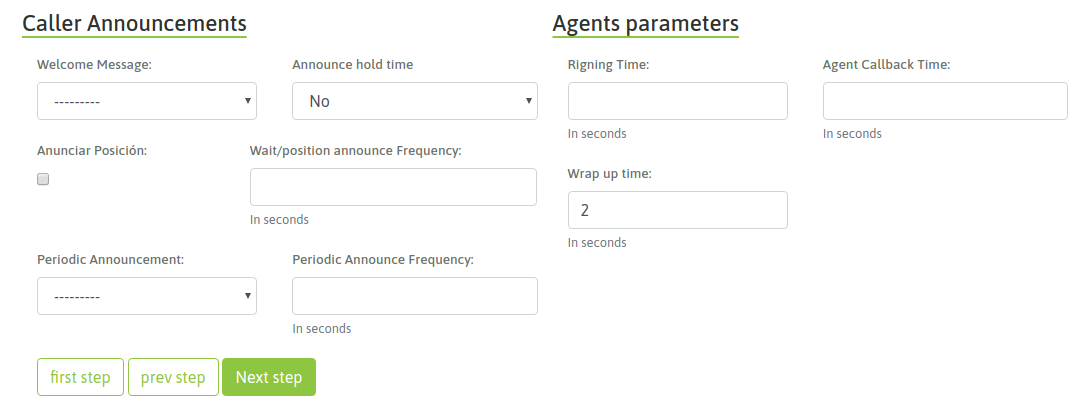 Caller Announcements
Welcome Message:
Announce hold time
---------
No
Anunciar Posición:
Wait/position announce Frequency:
In seconds
Periodic Announcement:
Periodic Announce Frequency:
---------
In seconds
Agents parameters
Rigning Time:
Agent Callback Time:
In seconds
In seconds
Wrap up time:
2
In seconds
first step
prev step
Next step